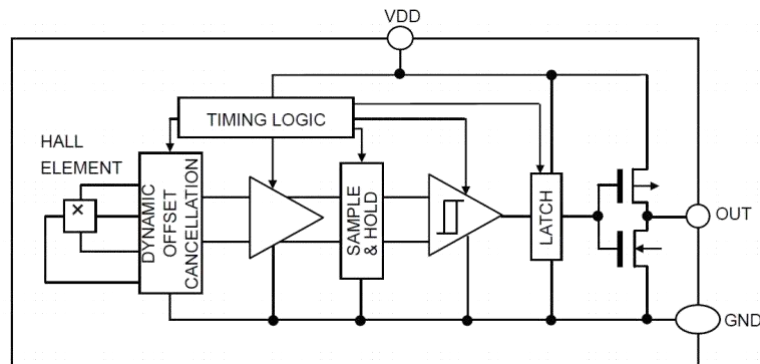 VDD
TIMING LOGIC
HALL
ELEMENT
DYNAMIC
OFFSET
CANCELLATION
SAMPLE
& HOLD
LATCH
OUT
GND